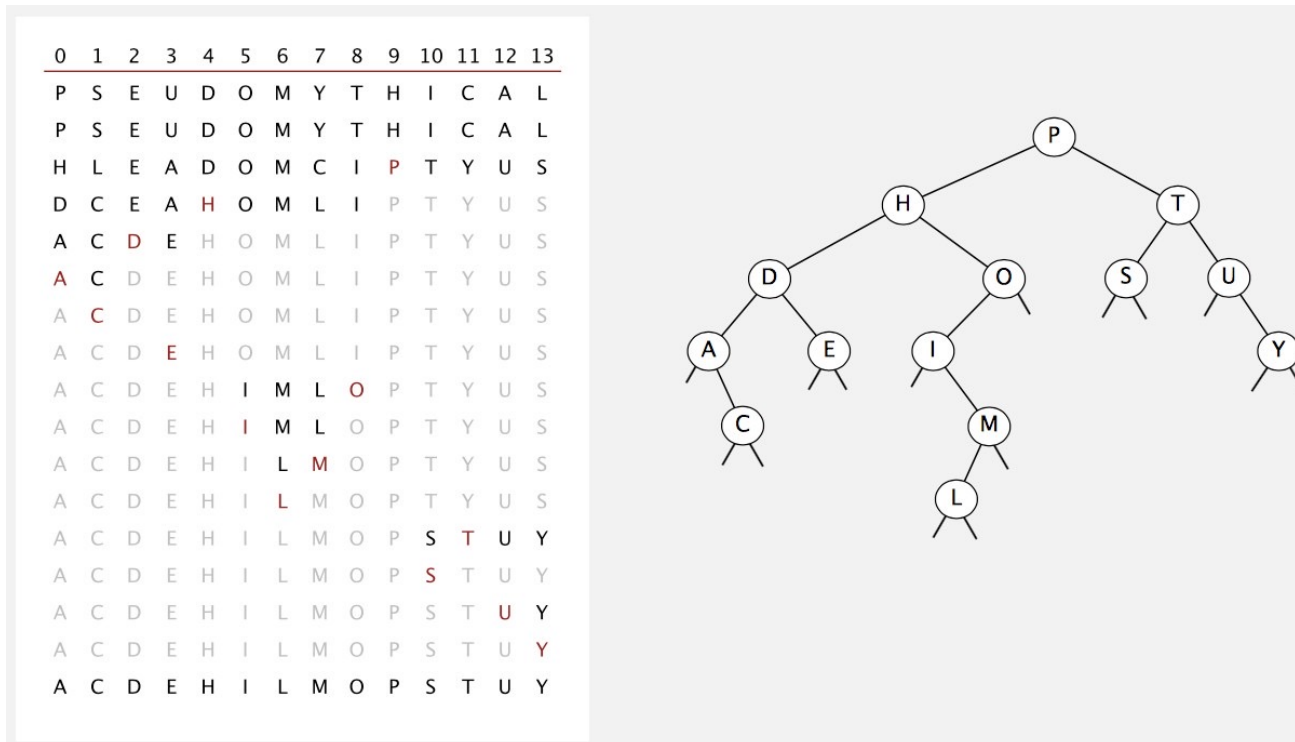 0 1 2 3 4 5 6 7 8 9 10 11 12 13
P S E U D O M Y T H I C A L
P S E U D O M Y T H I C A L
H L E A D O M C I P T Y U S
D C E A H O M L I P T Y U S
A C D E H O M L I P T Y U S
A C D E H O M L I P T Y U S
A C D E H O M L I P T Y U S
A C D E H O M L I P T Y U S
A C D E H I M L O P T Y U S
A C D E H I M L O P T Y U S
A C D E H I L M O P T Y U S
A C D E H I L M O P T Y U S
A C D E H I L M O P S T U Y
A C D E H I L M O P S T U Y
A C D E H I L M O P S T U Y
A C D E H I L M O P S T U Y
A C D E H I L M O P S T U Y
P
H T
D O S U
A E I Y
C M
L